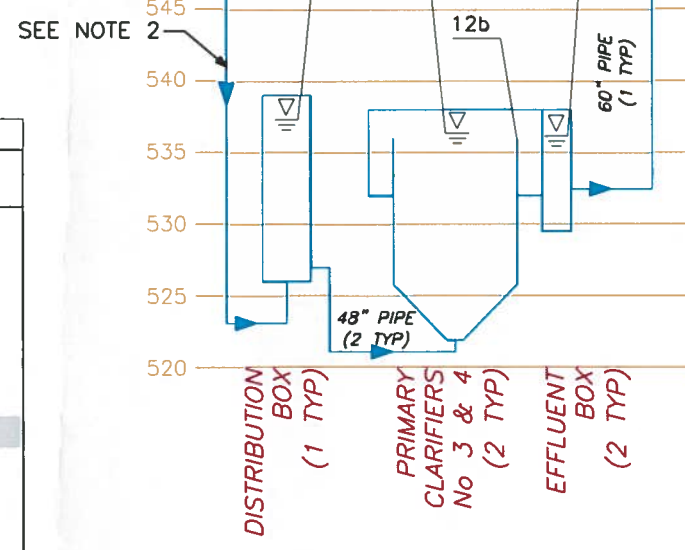 545
SEE NOTE 2
12b
540
60" PIPE
(1 TYP)
535
530
525
48" PIPE
(2 TYP)
520
DISTRIBUTION
BOX
(1 TYP)
PRIMARY
CLARIFIERS
No 3 & 4
(2 TYP)
EFFLUENT
BOX
(2 TYP)